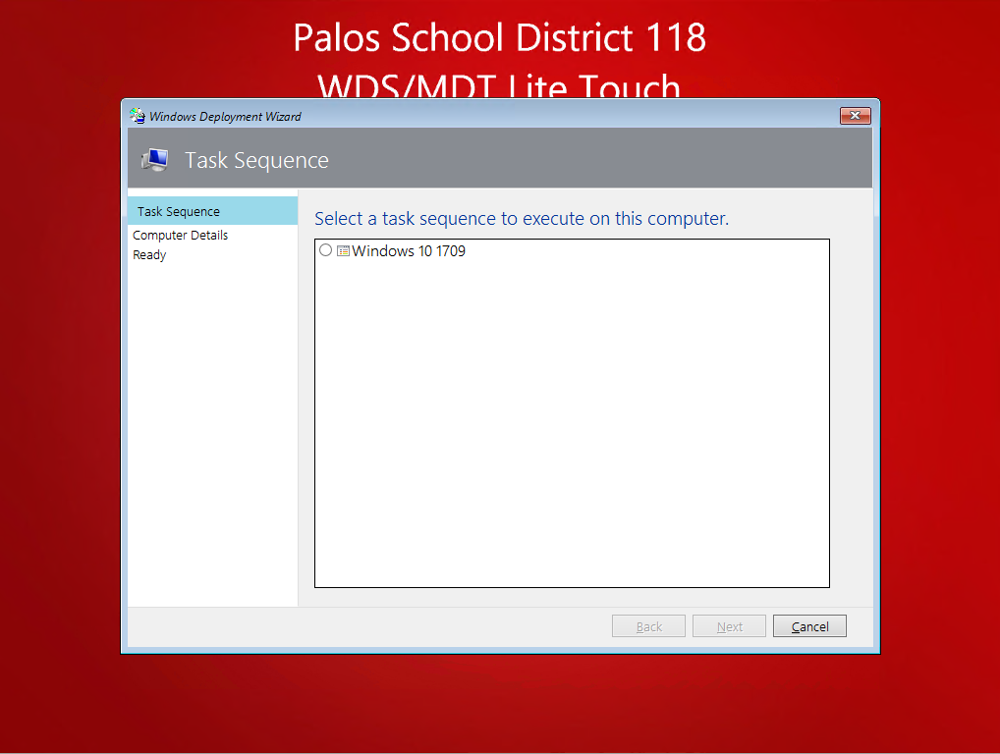 Palos School District 118
WDS/MDT Lite Touch
Windows Deployment Wizard
Task Sequence
Task Sequence
Computer Details
Ready
Select a task sequence to execute on this computer.
Windows 10 1709
Back
Next
Cancel